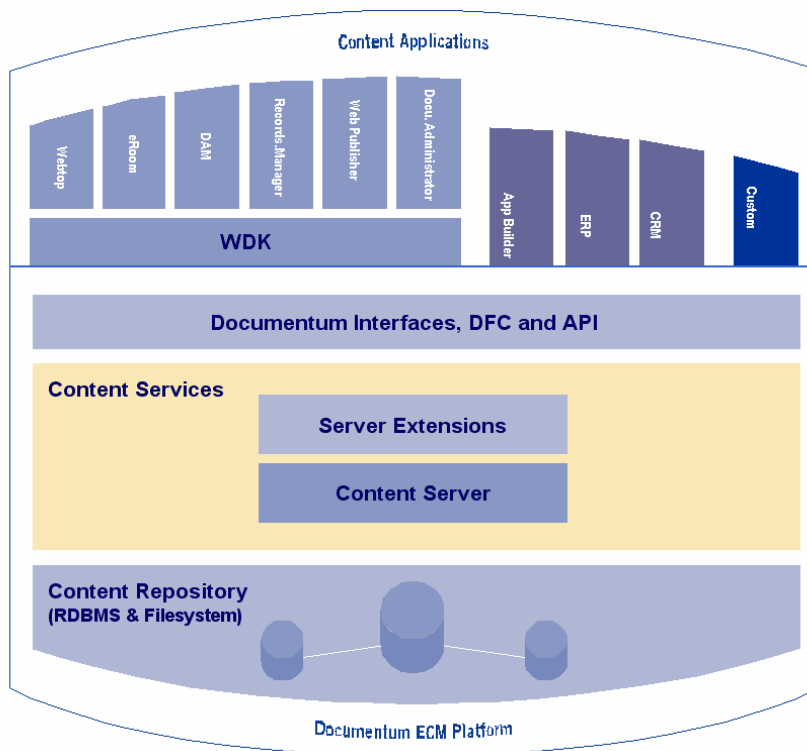 Content Applications
Webtop
eRoom
DAM
Records.Manager
Web Publisher
Docu. Administrator
App Builder
ERP
CRM
Custom
WDK
Documentum Interfaces, DFC and API
Content Services
Server Extensions
Content Server
Content Repository
(RDBMS & Filesystem)
Documentum ECM Platform